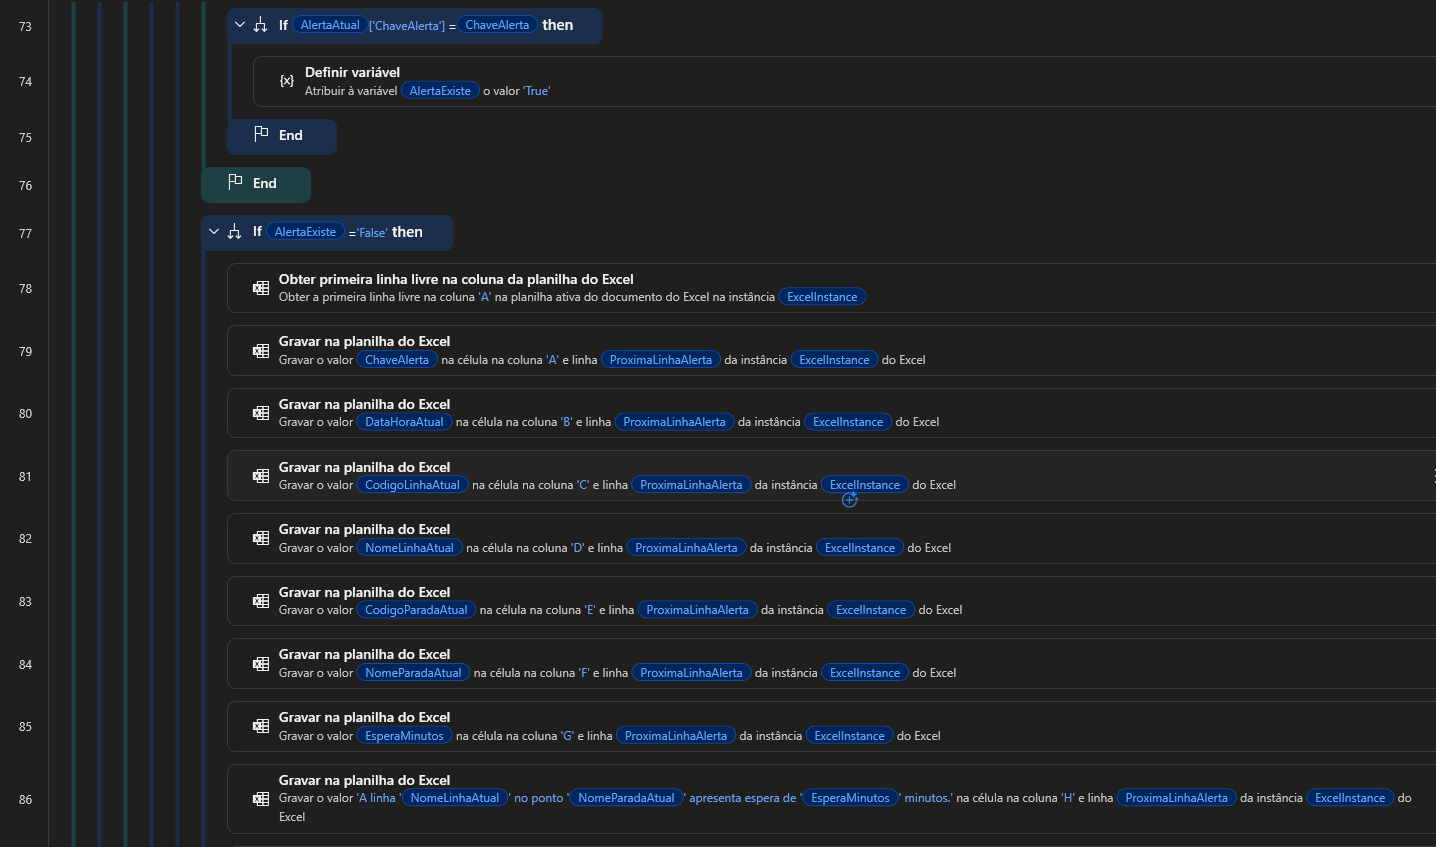 73
If AlertaAtual ['ChaveAlerta'] = ChaveAlerta then
74
Definir variável
Atribuir à variável AlertaExiste o valor 'True'
75
End
76
End
77
If AlertaExiste ='False' then
78
Obter primeira linha livre na coluna da planilha do Excel
Obter a primeira linha livre na coluna 'A' na planilha ativa do documento do Excel na instância ExcelInstance
79
Gravar na planilha do Excel
Gravar o valor ChaveAlerta na célula na coluna 'A' e linha ProximaLinhaAlerta da instância ExcelInstance do Excel
80
Gravar na planilha do Excel
Gravar o valor DataHoraAtual na célula na coluna 'B' e linha ProximaLinhaAlerta da instância ExcelInstance do Excel
81
Gravar na planilha do Excel
Gravar o valor CodigoLinhaAtual na célula na coluna 'C' e linha ProximaLinhaAlerta da instância ExcelInstance do Excel
82
Gravar na planilha do Excel
Gravar o valor NomeLinhaAtual na célula na coluna 'D' e linha ProximaLinhaAlerta da instância ExcelInstance do Excel
83
Gravar na planilha do Excel
Gravar o valor CodigoParadaAtual na célula na coluna 'E' e linha ProximaLinhaAlerta da instância ExcelInstance do Excel
84
Gravar na planilha do Excel
Gravar o valor NomeParadaAtual na célula na coluna 'F' e linha ProximaLinhaAlerta da instância ExcelInstance do Excel
85
Gravar na planilha do Excel
Gravar o valor EsperaMinutos na célula na coluna 'G' e linha ProximaLinhaAlerta da instância ExcelInstance do Excel
86
Gravar na planilha do Excel
Gravar o valor 'A linha ' NomeLinhaAtual ' no ponto ' NomeParadaAtual ' apresenta espera de ' EsperaMinutos ' minutos.' na célula na coluna 'H' e linha ProximaLinhaAlerta da instância ExcelInstance do
Excel